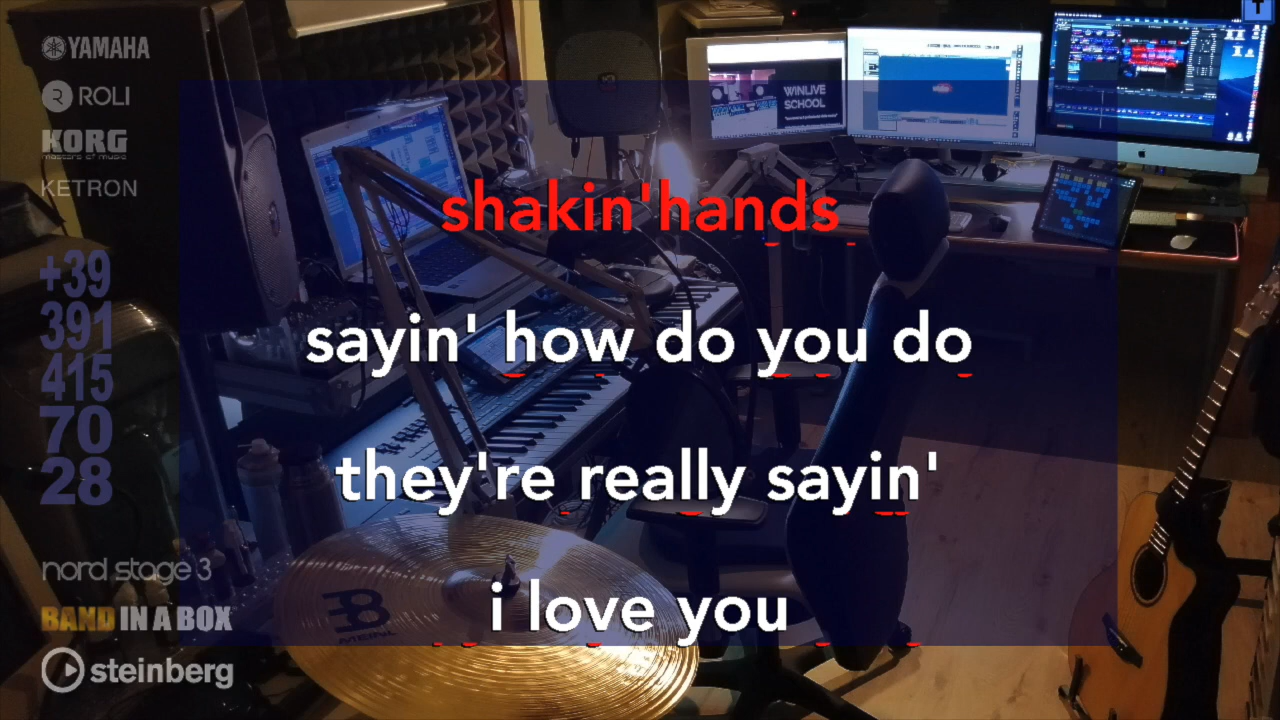 YAMAHA
ROLI
KORG
masters of music
KETRON
+39
391
415
70
28
nord stage 3
BAND IN A BOX
steinberg
WINLIVE
SCHOOL
T
shakin'hands
sayin' how do you do
they're really sayin'
i love you
MEINL